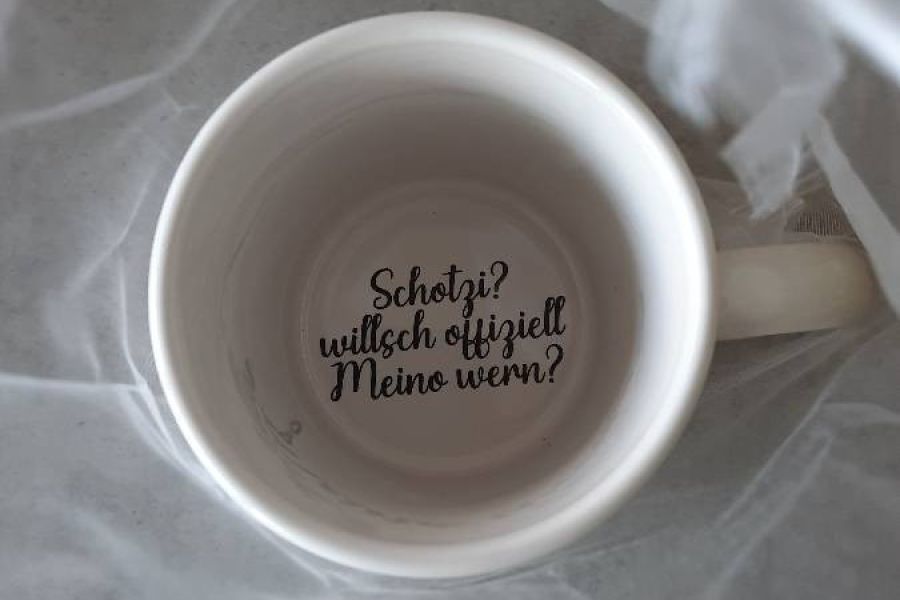 Schotzi?
willsch offiziell
Meino wern?